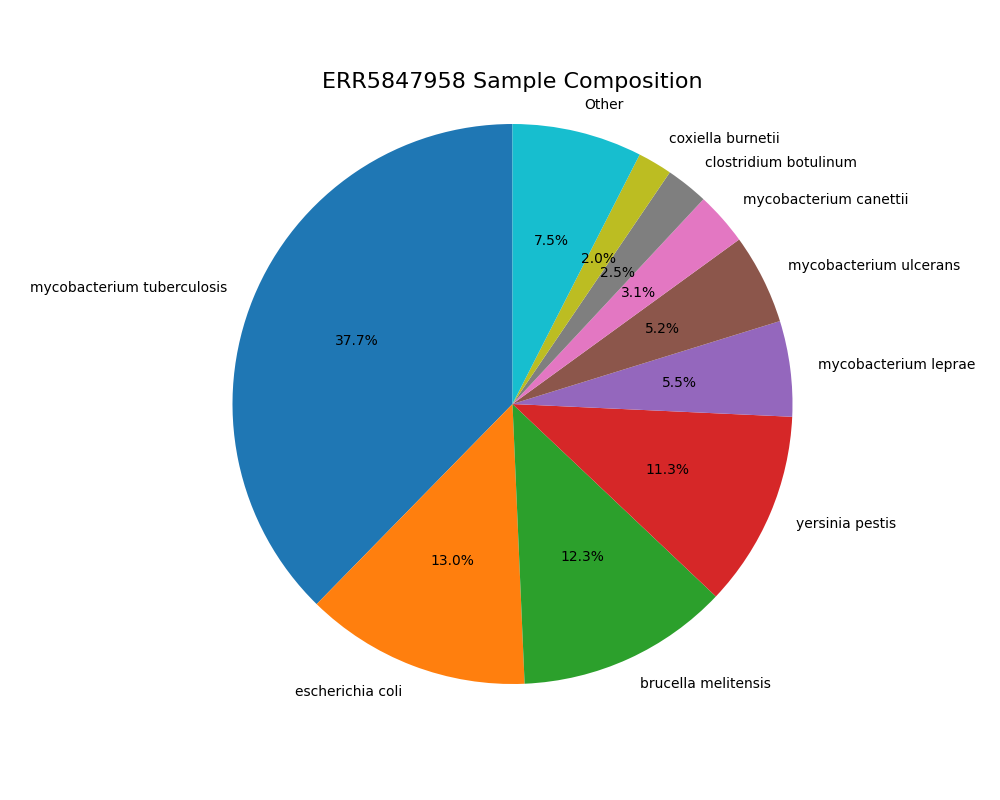 ERR5847958 Sample Composition
Other
coxiella burnetii
clostridium botulinum
mycobacterium canettii
mycobacterium ulcerans
mycobacterium tuberculosis
mycobacterium leprae
yersinia pestis
brucella melitensis
escherichia coli
7.5%
2.0%
2.5%
3.1%
5.2%
37.7%
5.5%
11.3%
12.3%
13.0%